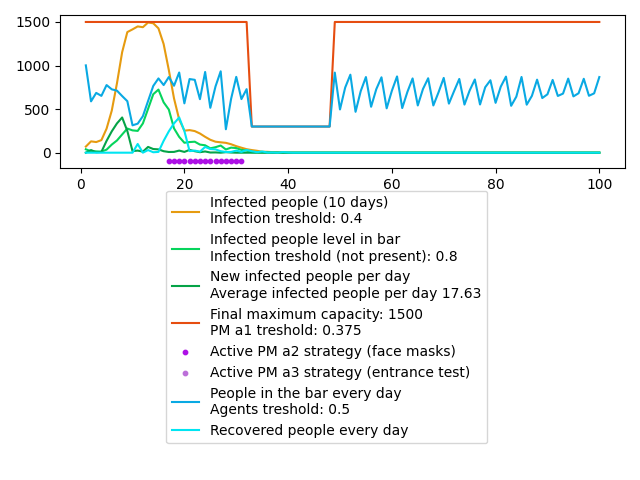 1500
1000
500
0
0
20
40
60
80
100
Infected people (10 days)
Infection treshold: 0.4
Infected people level in bar
Infection treshold (not present): 0.8
New infected people per day
Average infected people per day 17.63
Final maximum capacity: 1500
PM a1 treshold: 0.375
Active PM a2 strategy (face masks)
Active PM a3 strategy (entrance test)
People in the bar every day
Agents treshold: 0.5
Recovered people every day